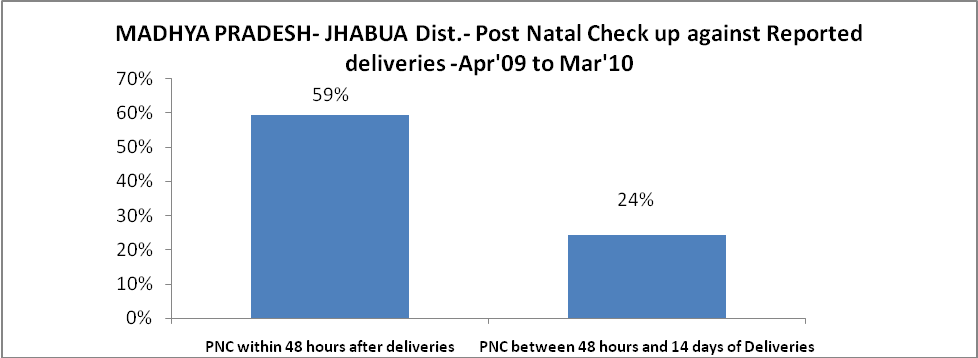 MADHYA PRADESH- JHABUA Dist.- Post Natal Check up against Reported
deliveries -Apr'09 to Mar'10
70%
60%
50%
40%
30%
20%
10%
0%
59%
24%
PNC within 48 hours after deliveries
PNC between 48 hours and 14 days of Deliveries